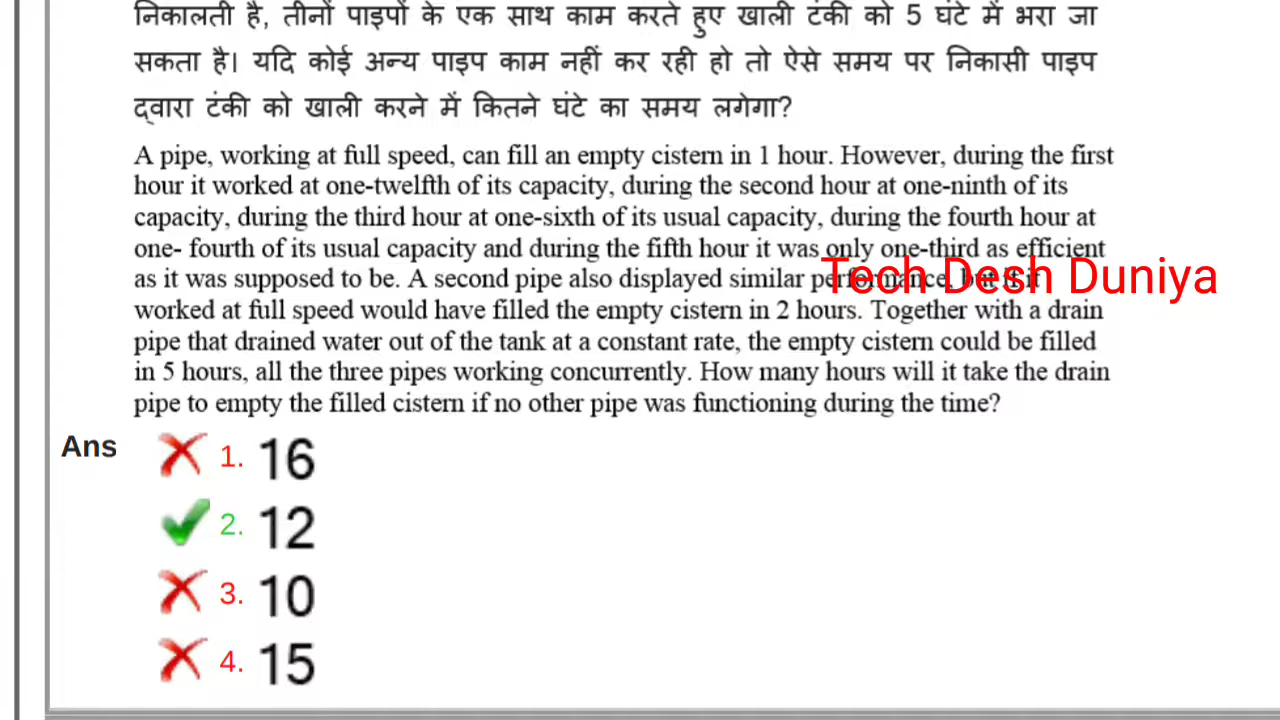 निकालती है, तीनों पाइपों के एक साथ काम करते हुए खाली टंकी को 5 घंटे में भरा जा
सकता है। यदि कोई अन्य पाइप काम नहीं कर रही हो तो ऐसे समय पर निकासी पाइप
द्वारा टंकी को खाली करने में कितने घंटे का समय लगेगा?
A pipe, working at full speed, can fill an empty cistern in 1 hour. However, during the first
hour it worked at one-twelfth of its capacity, during the second hour at one-ninth of its
capacity, during the third hour at one-sixth of its usual capacity, during the fourth hour at
one- fourth of its usual capacity and during the fifth hour it was only one-third as efficient
as it was supposed to be. A second pipe also displayed similar performance, but if it
Tech Desh Duniya
worked at full speed would have filled the empty cistern in 2 hours. Together with a drain
pipe that drained water out of the tank at a constant rate, the empty cistern could be filled
in 5 hours, all the three pipes working concurrently. How many hours will it take the drain
pipe to empty the filled cistern if no other pipe was functioning during the time?
Ans 1. 16
2. 12
3. 10
4. 15